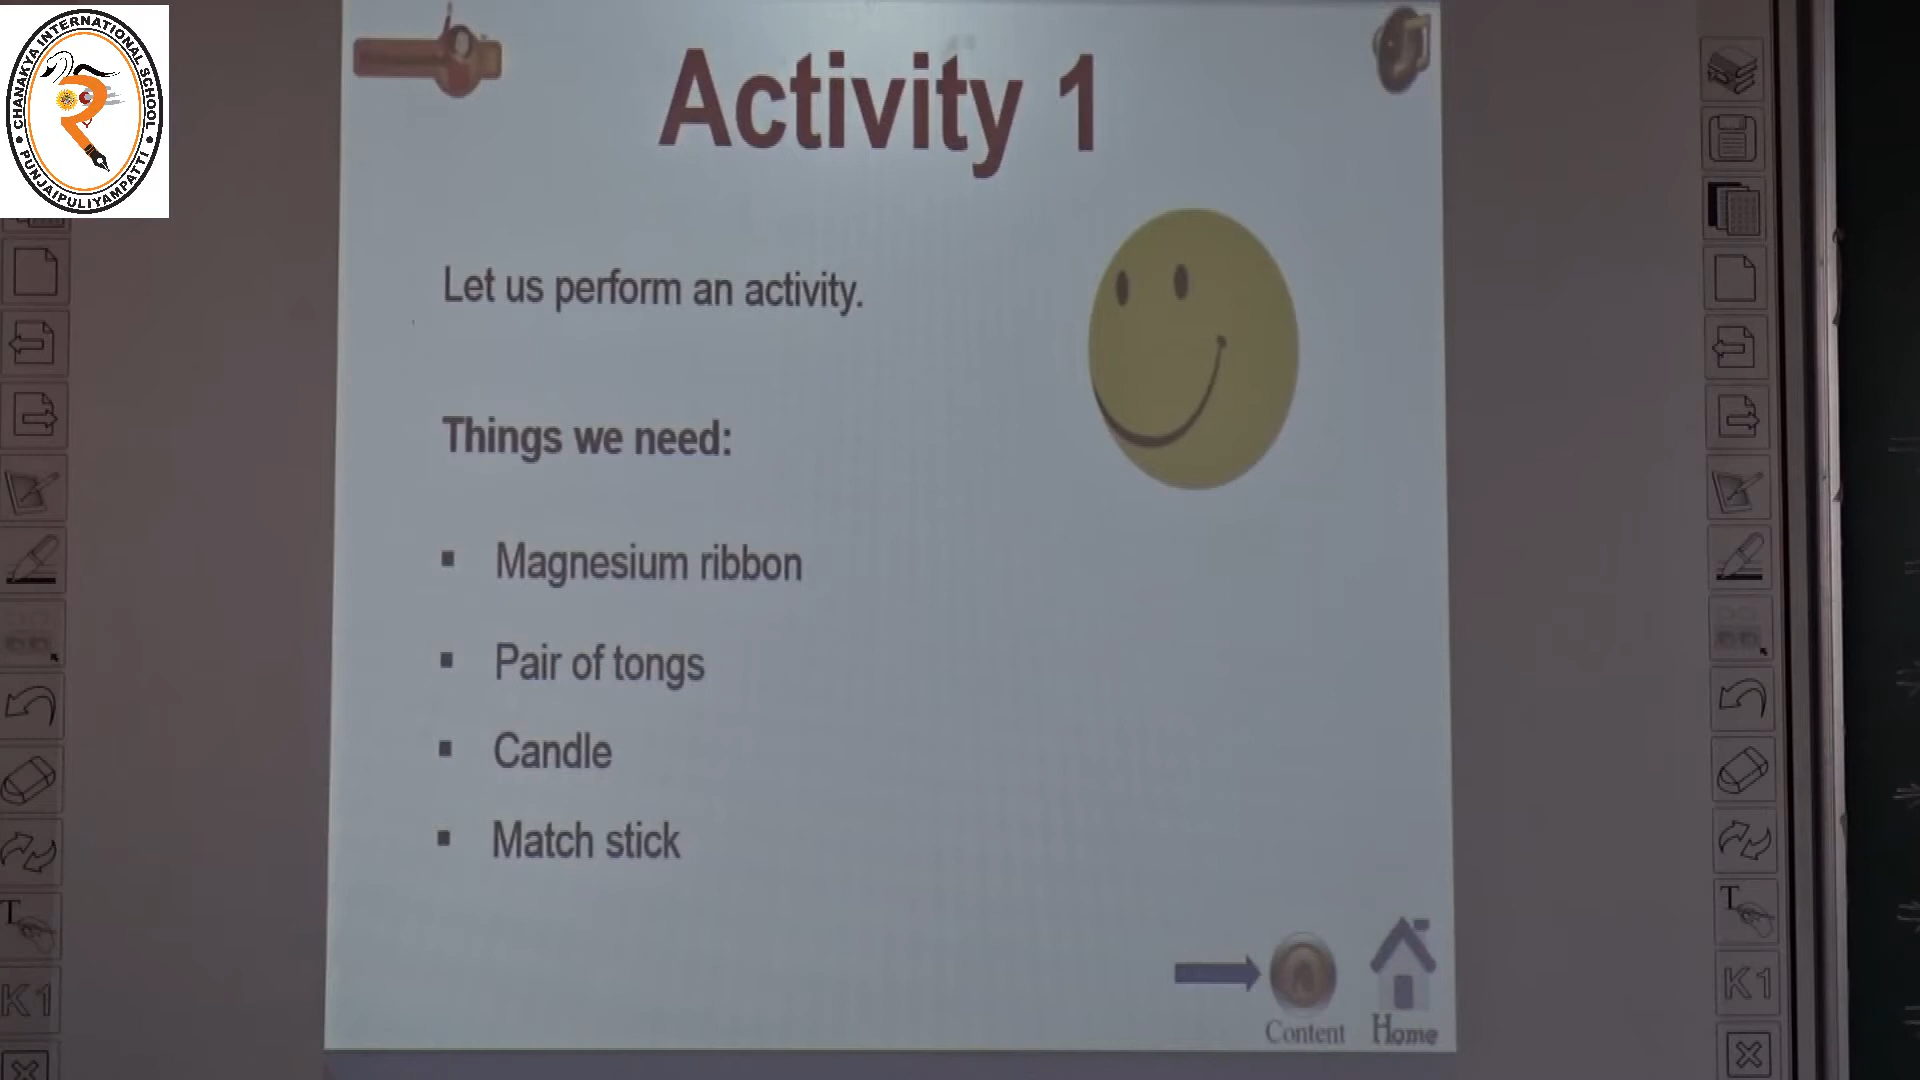 CHANAKYA INTERNATIONAL SCHOOL
PUNJAIPULIYAMPATTI
Activity 1
Let us perform an activity.
Things we need:
▪ Magnesium ribbon
▪ Pair of tongs
▪ Candle
▪ Match stick
Content
Home
T
K1
T
K1